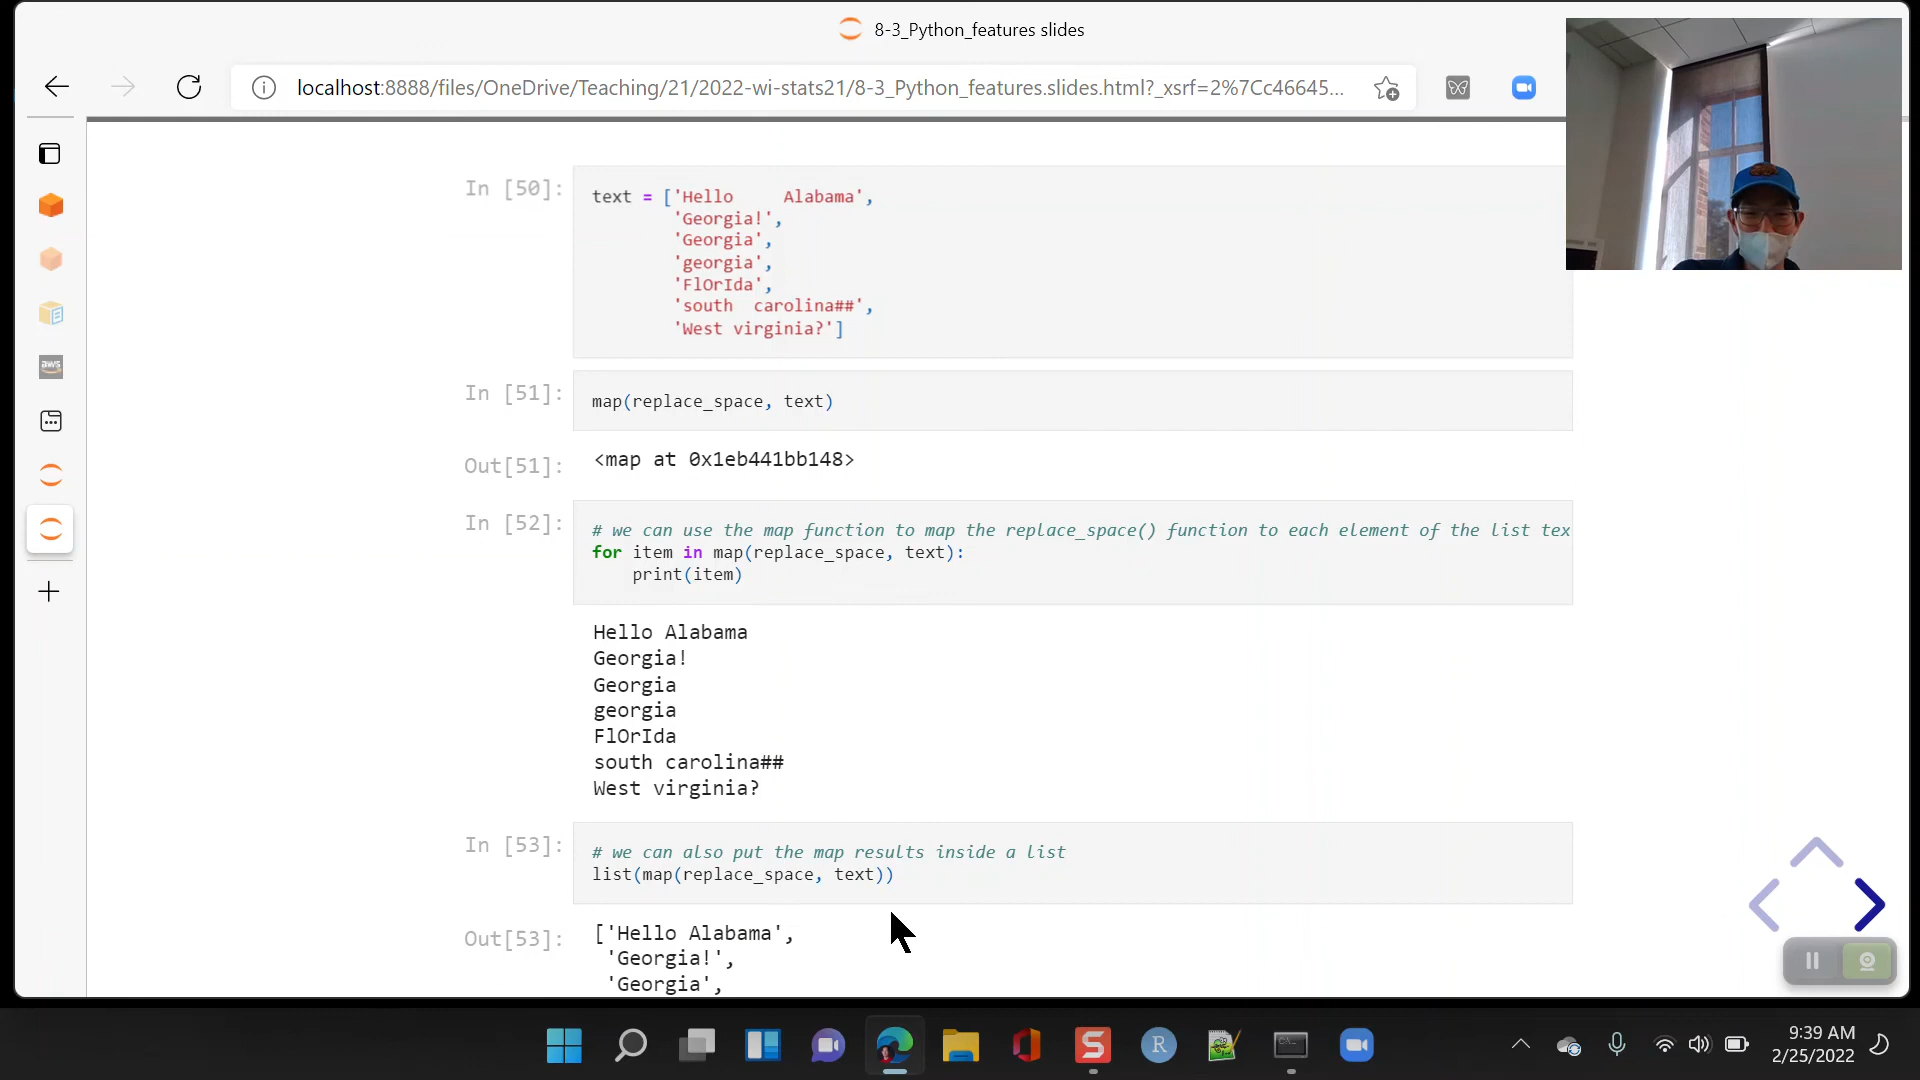 8-3_Python_features slides
localhost:8888/files/OneDrive/Teaching/21/2022-wi-stats21/8-3_Python_features.slides.html?_xsrf=2%7Cc46645...
In [50]:
text = ['Hello     Alabama',
'Georgia!',
'Georgia',
'georgia',
'FlOrIda',
'south  carolina##',
'West virginia?']
In [51]:
map(replace_space, text)
Out[51]:
<map at 0x1eb441bb148>
In [52]:
# we can use the map function to map the replace_space() function to each element of the list tex
for item in map(replace_space, text):
print(item)
Hello Alabama
Georgia!
Georgia
georgia
FlOrIda
south carolina##
West virginia?
In [53]:
# we can also put the map results inside a list
list(map(replace_space, text))
Out[53]:
['Hello Alabama',
'Georgia!',
'Georgia',
aws
S
R
9:39 AM
2/25/2022